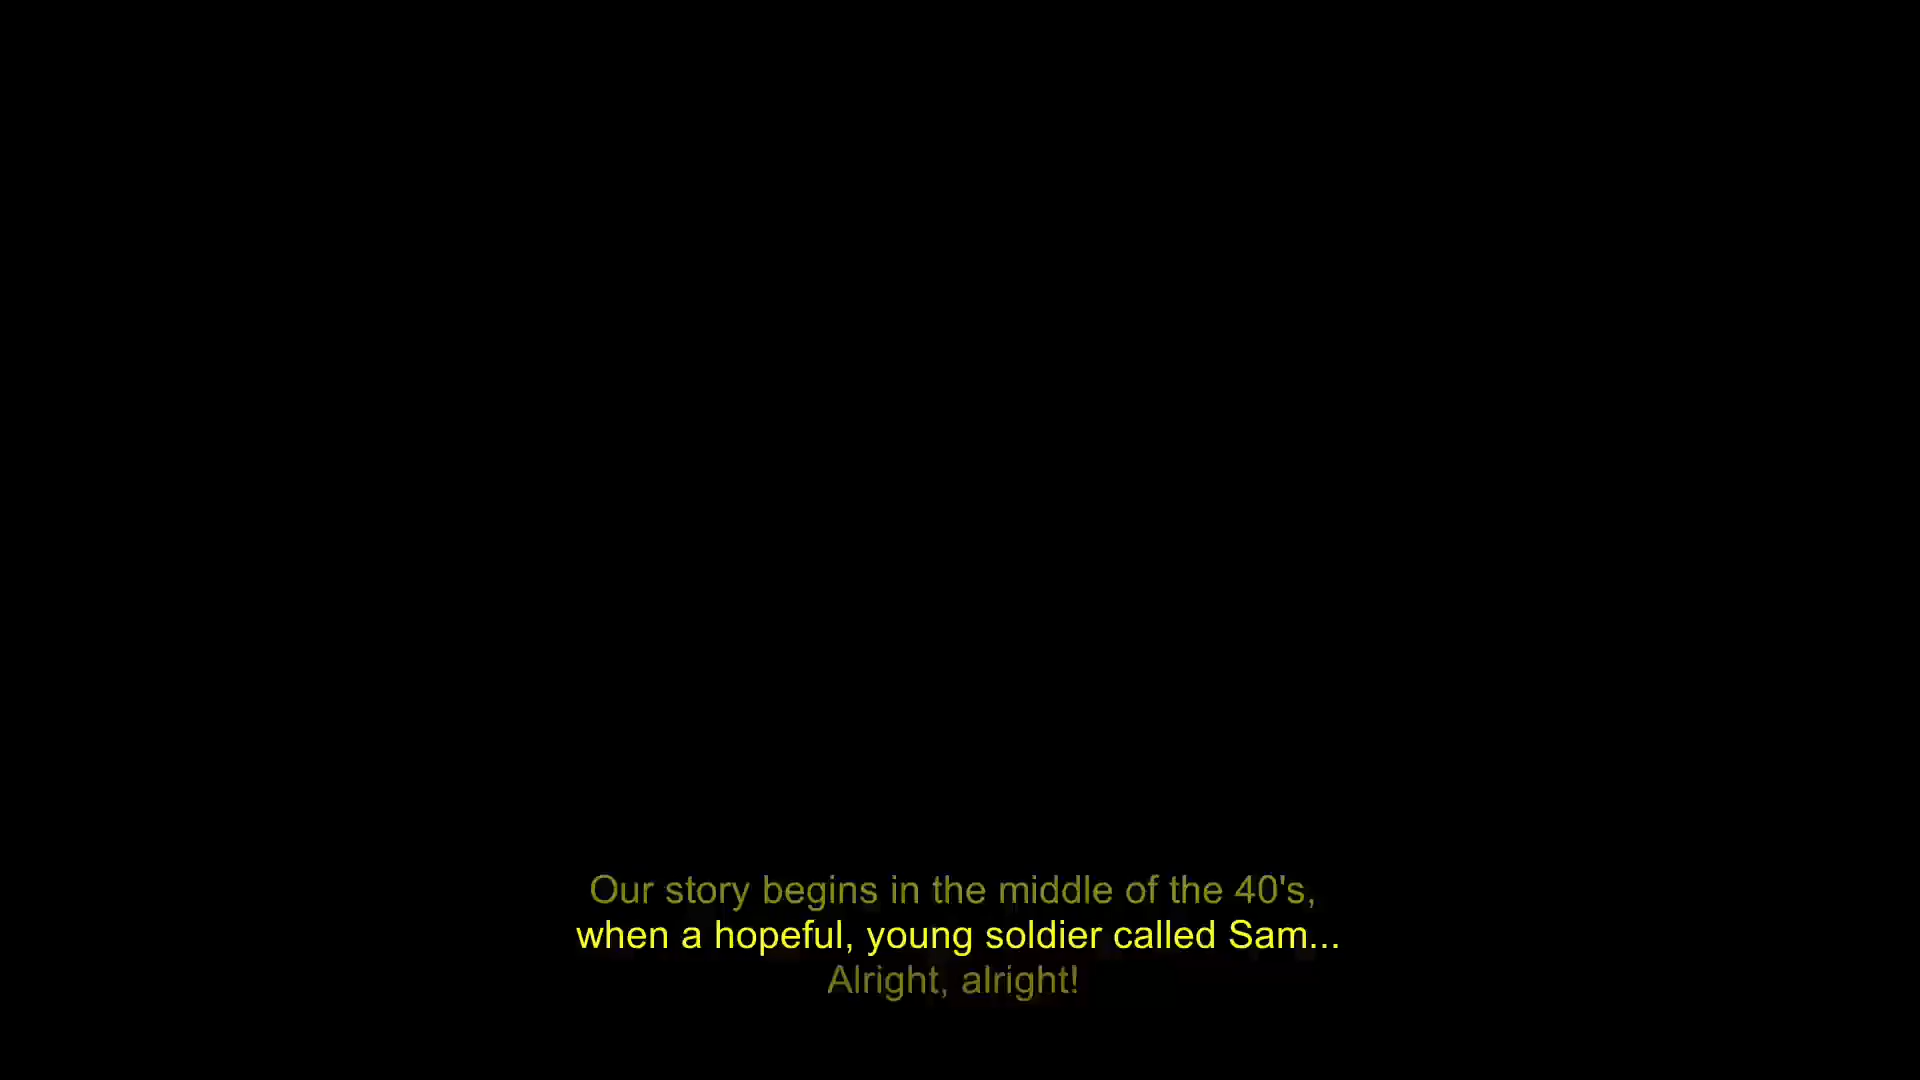 Our story begins in the middle of the 40's,
when a hopeful, young soldier called Sam...
Alright, alright!